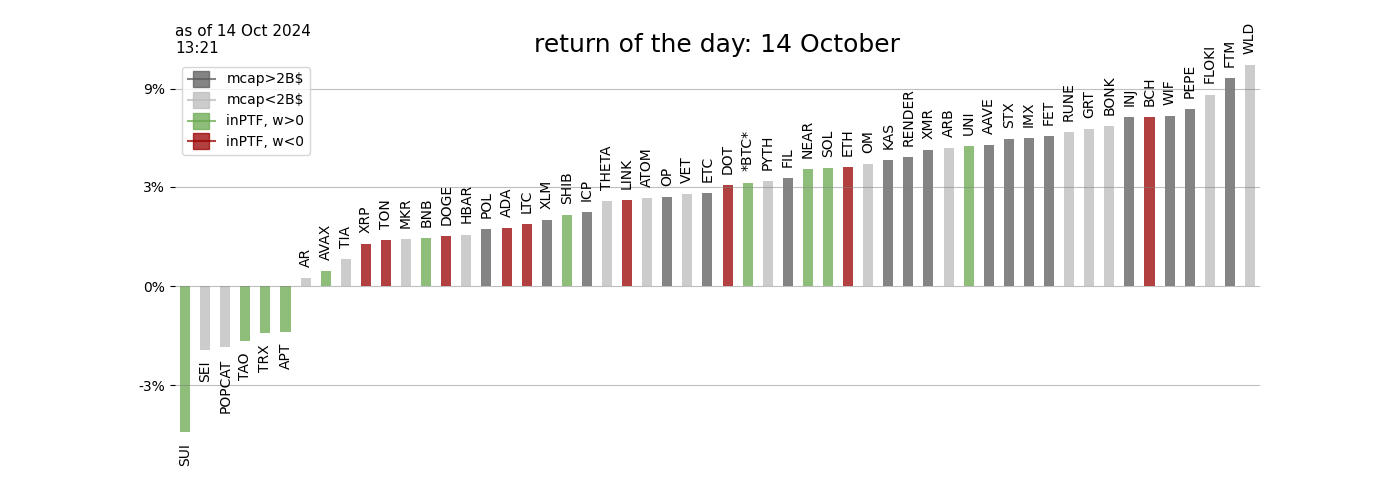 as of 14 Oct 2024
13:21
return of the day: 14 October
mcap>2B$
mcap<2B$
inPTF, w>0
inPTF, w<0
9%
3%
0%
-3%
SUI
SEI
POPCAT
TAO
TRX
APT
AR
AVAX
TIA
XRP
TON
MKR
BNB
DOGE
HBAR
POL
ADA
LTC
XLM
SHIB
ICP
THETA
LINK
ATOM
OP
VET
ETC
DOT
*BTC*
PYTH
FIL
NEAR
SOL
ETH
OM
KAS
RENDER
XMR
ARB
UNI
AAVE
STX
IMX
FET
RUNE
GRT
BONK
INJ
BCH
WIF
PEPE
FLOKI
FTM
WLD